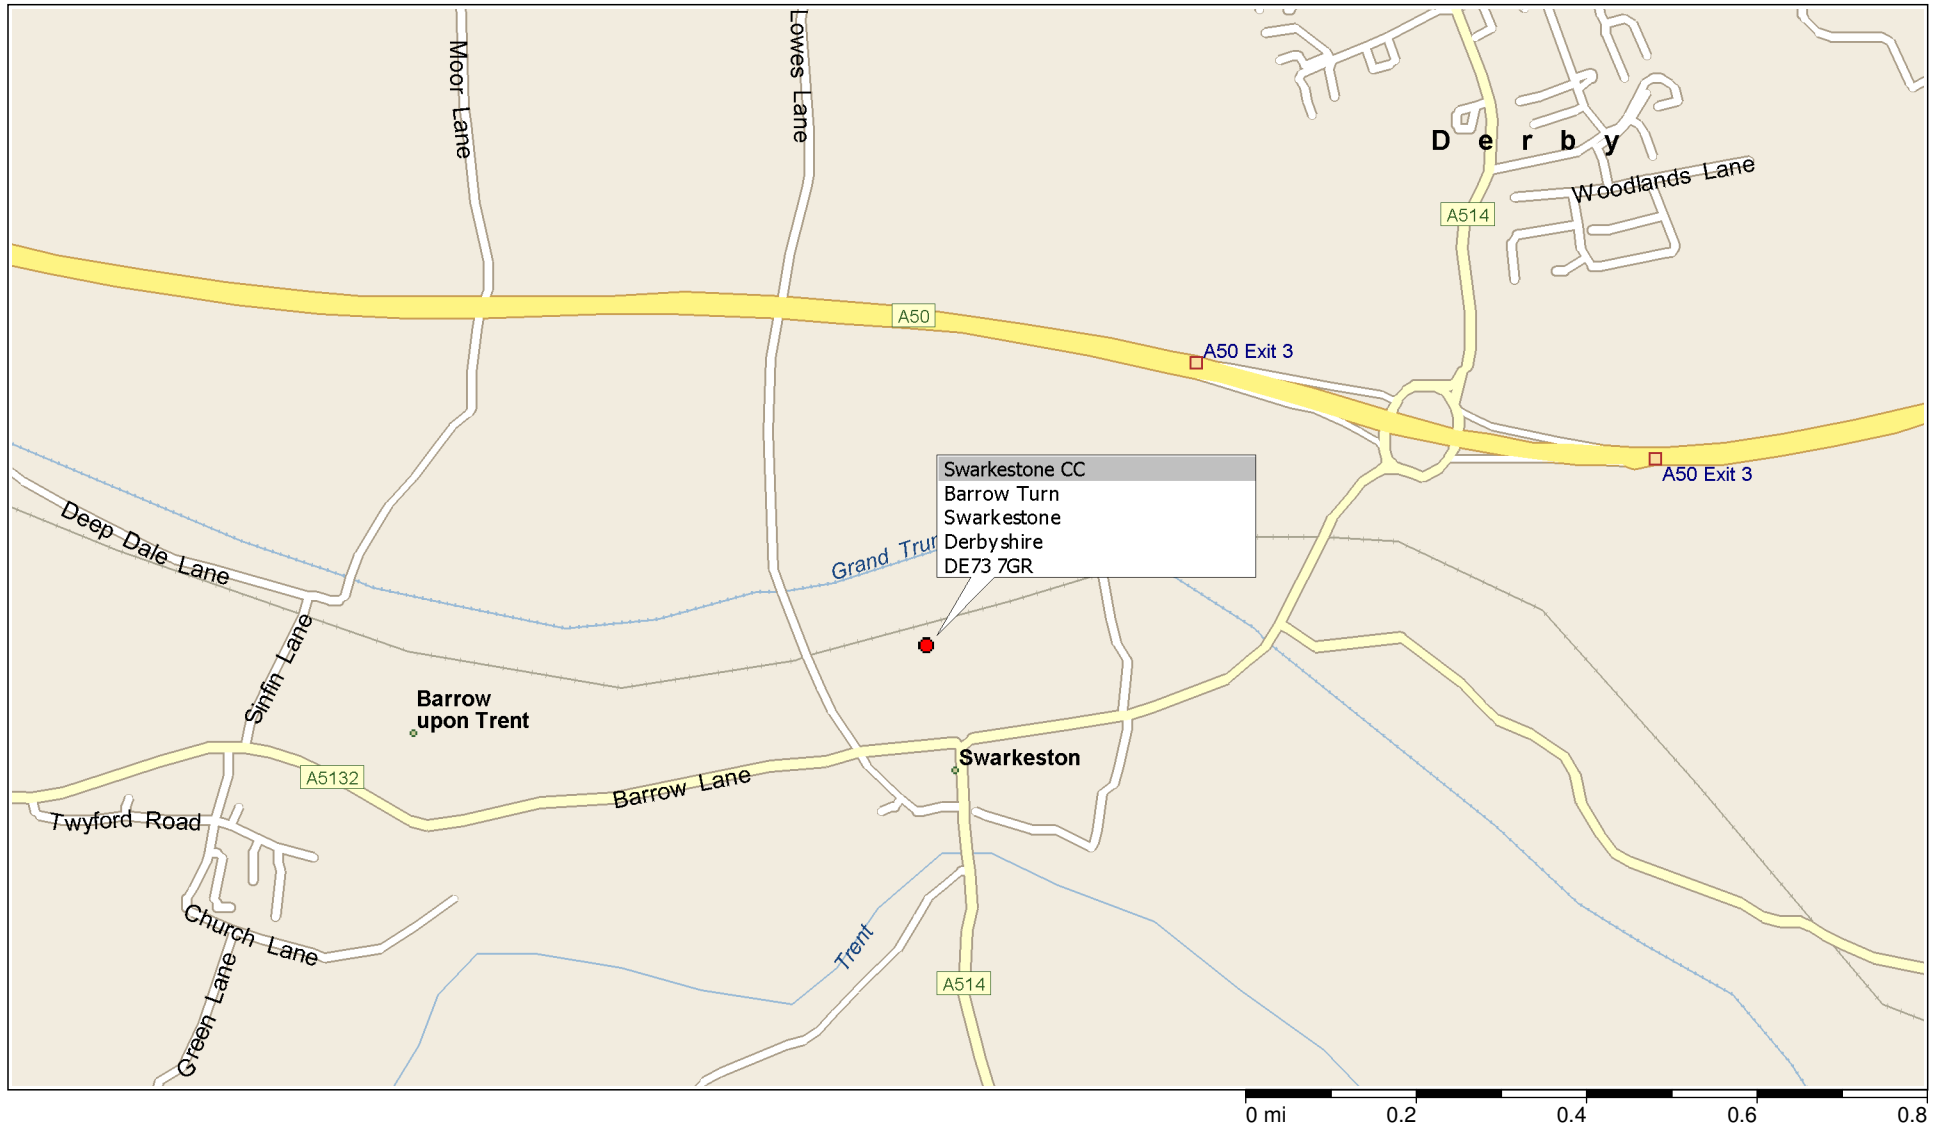 Moor Lane
Lowes Lane
Derby
Woodlands Lane
A514
A50
A50 Exit 3
A50 Exit 3
Swarkestone CC
Barrow Turn
Swarkestone
Derbyshire
DE73 7GR
Grand Trun
Deep Dale Lane
Sinfin Lane
Barrow
upon Trent
Swarkeston
A5132
Barrow Lane
Twyford Road
Church Lane
Trent
Green Lane
A514
0 mi 0.2 0.4 0.6 0.8